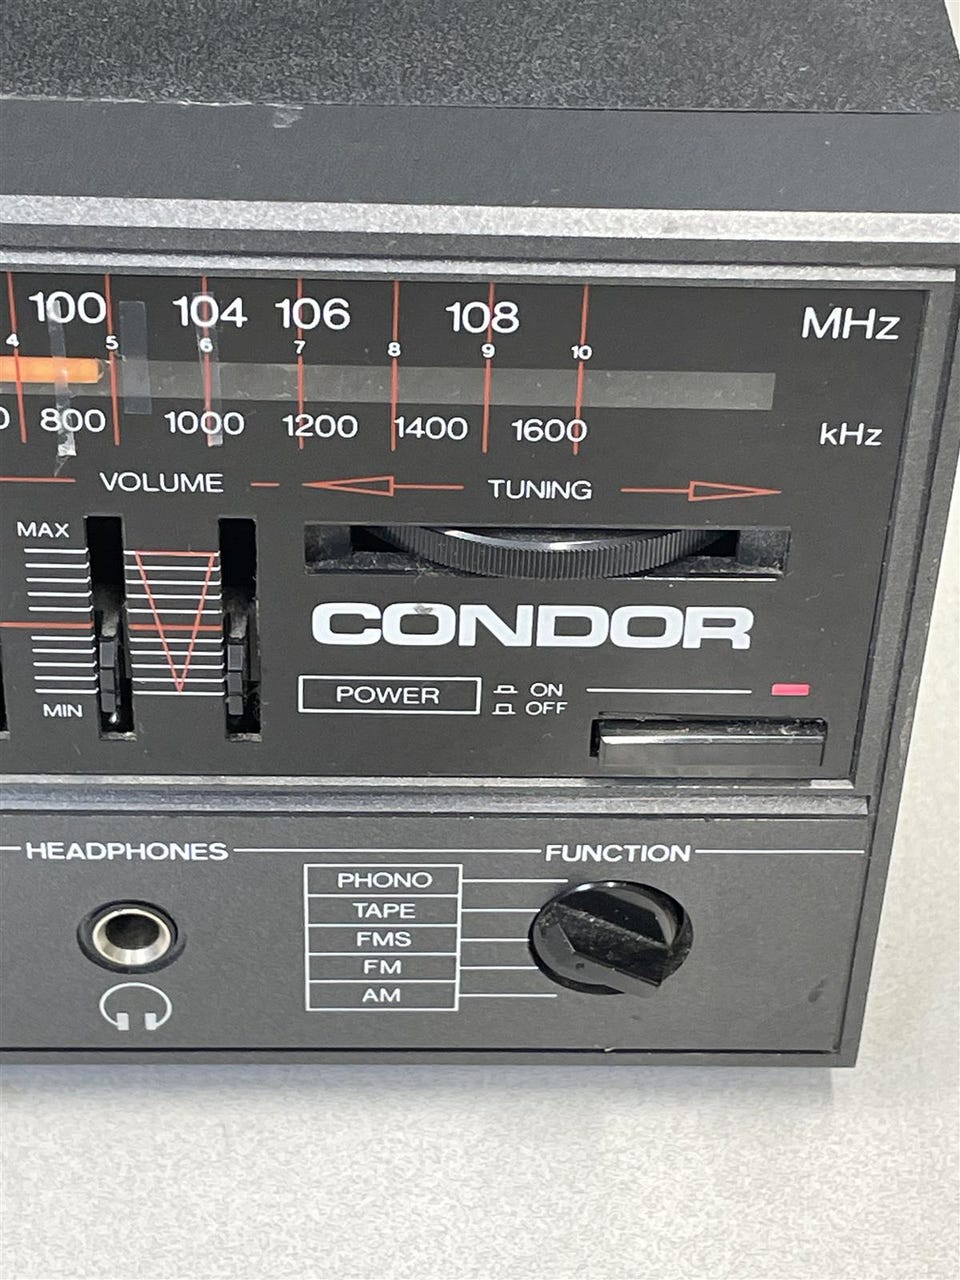 100 104 106 108 MHz
4 5 6 7 8 9 10
0 800 1000 1200 1400 1600 kHz
VOLUME TUNING
MAX
CONDOR
POWER ON
OFF
MIN
HEADPHONES FUNCTION
PHONO
TAPE
FMS
FM
AM